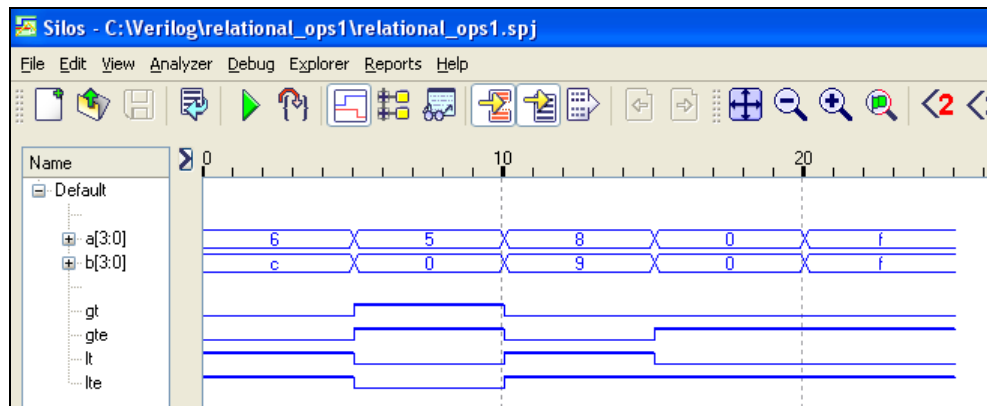 Silos - C:\Verilog\relational_ops1\relational_ops1.spj
File Edit View Analyzer Debug Explorer Reports Help
2
Name 0 10 20
Default
a[3:0] 6 5 8 0 f
b[3:0] c 0 9 0 f
gt
gte
lt
lte